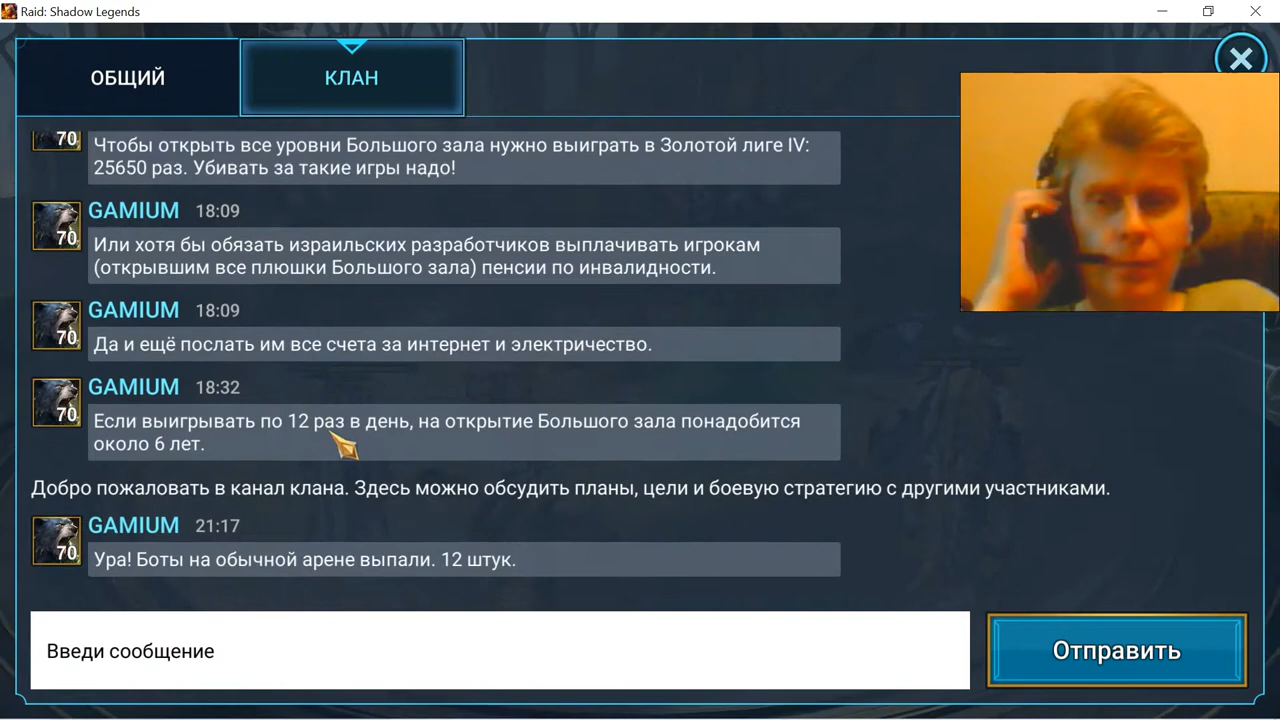 Raid: Shadow Legends
ОБЩИЙ
КЛАН
70
Чтобы открыть все уровни Большого зала нужно выиграть в Золотой лиге IV:
25650 раз. Убивать за такие игры надо!
GAMIUM 18:09
70
Или хотя бы обязать израильских разработчиков выплачивать игрокам
(открывшим все плюшки Большого зала) пенсии по инвалидности.
GAMIUM 18:09
70
Да и ещё послать им все счета за интернет и электричество.
GAMIUM 18:32
70
Если выигрывать по 12 раз в день, на открытие Большого зала понадобится
около 6 лет.
Добро пожаловать в канал клана. Здесь можно обсудить планы, цели и боевую стратегию с другими участниками.
GAMIUM 21:17
70
Ура! Боты на обычной арене выпали. 12 штук.
Введи сообщение
Отправить